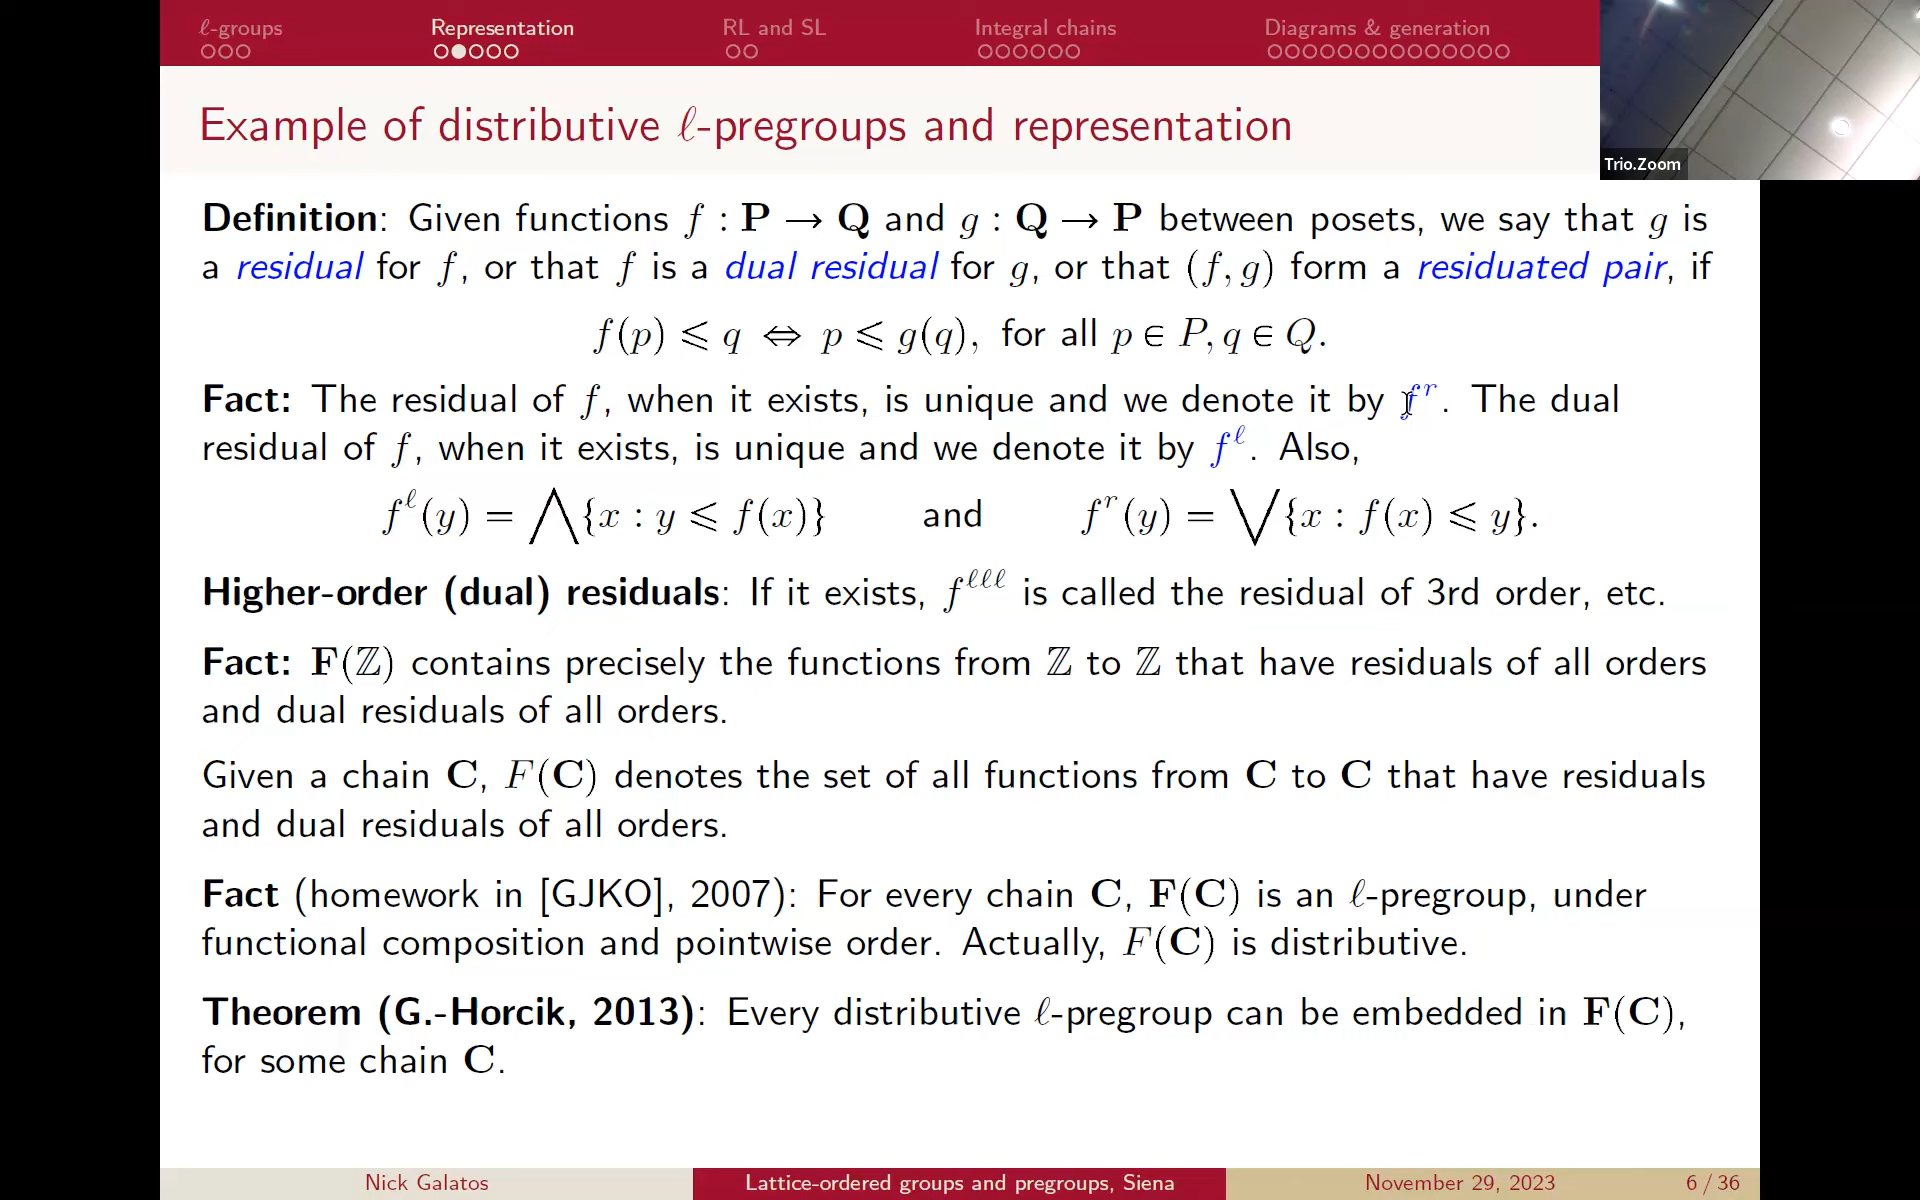 ℓ-groups Representation RL and SL Integral chains Diagrams & generation
Trio.Zoom
Example of distributive ℓ-pregroups and representation
Definition: Given functions f : P → Q and g : Q → P between posets, we say that g is
a residual for f, or that f is a dual residual for g, or that (f, g) form a residuated pair, if
f(p) ⩽ q ⇔ p ⩽ g(q), for all p ∈ P, q ∈ Q.
Fact: The residual of f, when it exists, is unique and we denote it by fʳ. The dual
residual of f, when it exists, is unique and we denote it by f^ℓ. Also,
f^ℓ(y) = ⋀{x : y ⩽ f(x)} and fʳ(y) = ⋁{x : f(x) ⩽ y}.
Higher-order (dual) residuals: If it exists, f^ℓℓℓ is called the residual of 3rd order, etc.
Fact: F(ℤ) contains precisely the functions from ℤ to ℤ that have residuals of all orders
and dual residuals of all orders.
Given a chain C, F(C) denotes the set of all functions from C to C that have residuals
and dual residuals of all orders.
Fact (homework in [GJKO], 2007): For every chain C, F(C) is an ℓ-pregroup, under
functional composition and pointwise order. Actually, F(C) is distributive.
Theorem (G.-Horcik, 2013): Every distributive ℓ-pregroup can be embedded in F(C),
for some chain C.
Nick Galatos Lattice-ordered groups and pregroups, Siena November 29, 2023 6 / 36